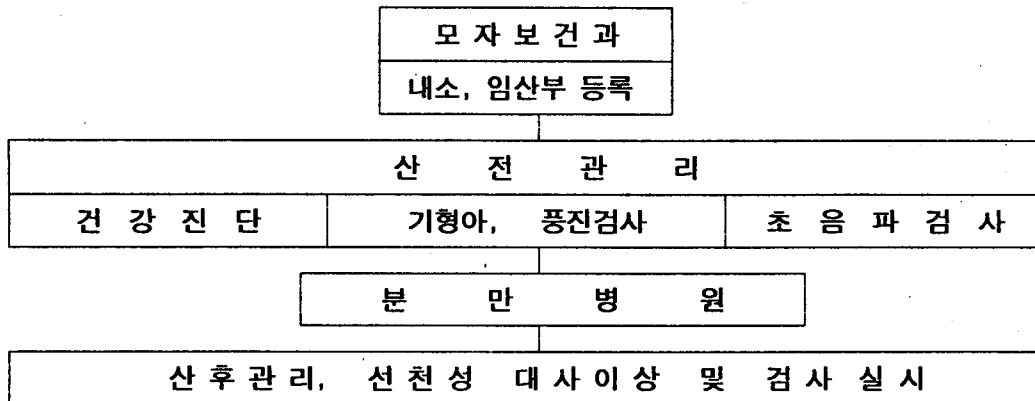 모 자 보 건 과
내소, 임산부 등록
산 전 관 리
건 강 진 단 기형아, 풍진검사 초 음 파 검 사
분 만 병 원
산 후 관 리, 선 천 성 대 사 이 상 및 검 사 실 시